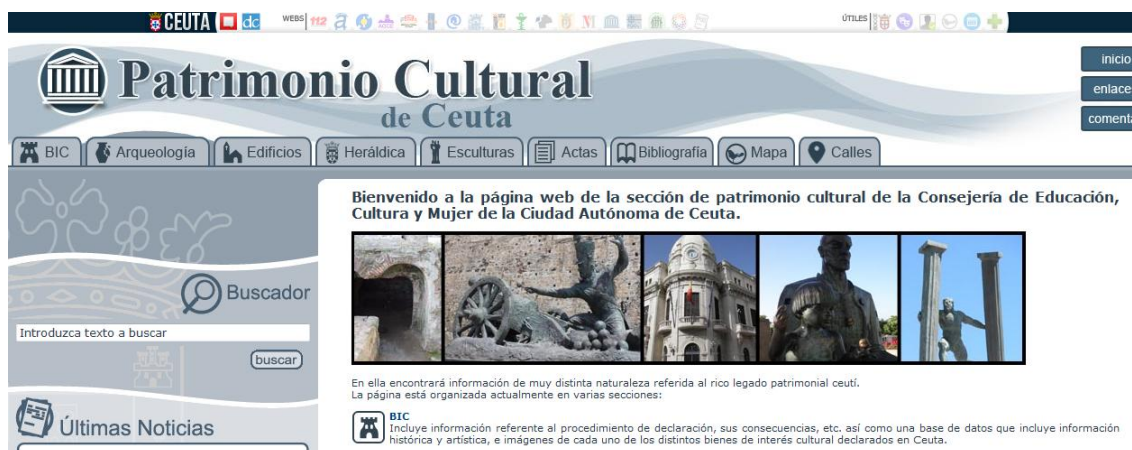 CEUTA dc WEBS 112 ÚTILES
inicio
Patrimonio Cultural
de Ceuta
enlace
comenta
BIC Arqueología Edificios Heráldica Esculturas Actas Bibliografía Mapa Calles
Bienvenido a la página web de la sección de patrimonio cultural de la Consejería de Educación,
Cultura y Mujer de la Ciudad Autónoma de Ceuta.
Buscador
Introduzca texto a buscar
buscar
En ella encontrará información de muy distinta naturaleza referida al rico legado patrimonial ceutí.
La página está organizada actualmente en varias secciones:
BIC
Incluye información referente al procedimiento de declaración, sus consecuencias, etc. así como una base de datos que incluye información
histórica y artística, e imágenes de cada uno de los distintos bienes de interés cultural declarados en Ceuta.
Últimas Noticias